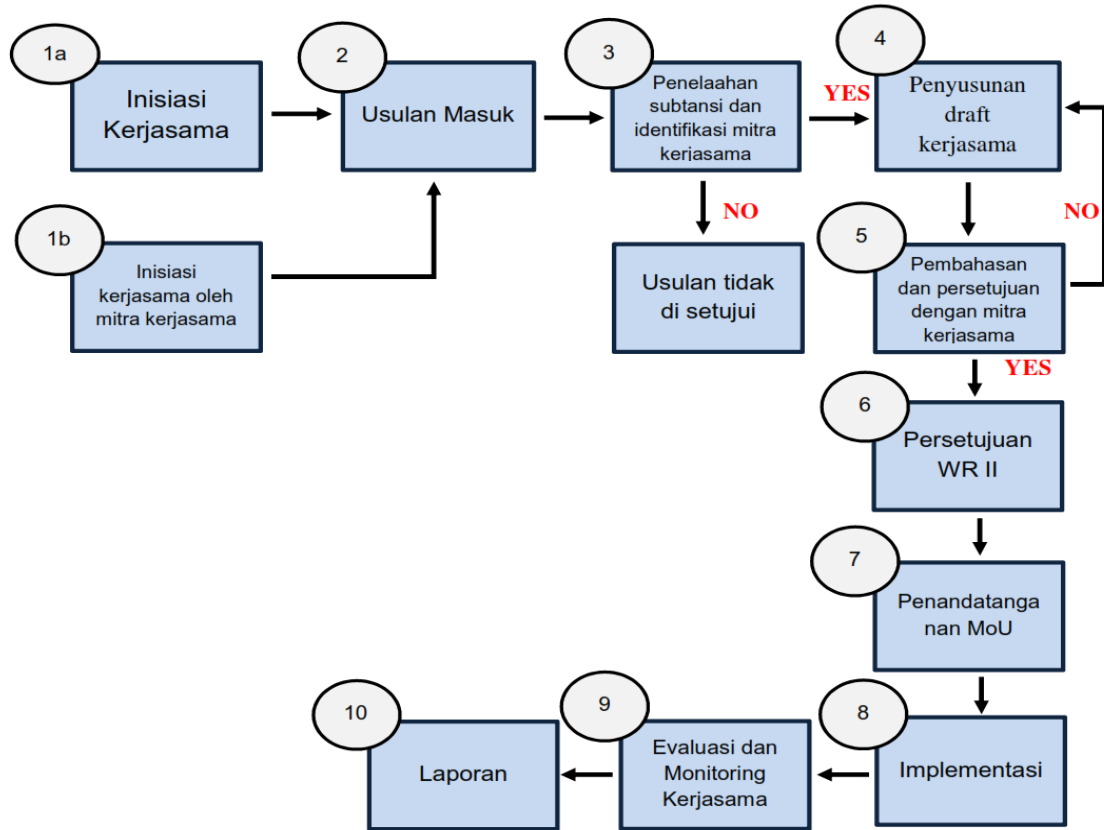 1a
Inisiasi
Kerjasama
2
Usulan Masuk
3
Penelaahan
subtansi dan
identifikasi mitra
kerjasama
YES
4
Penyusunan
draft
kerjasama
NO
Usulan tidak
di setujui
1b
Inisiasi
kerjasama oleh
mitra kerjasama
NO
5
Pembahasan
dan persetujuan
dengan mitra
kerjasama
YES
6
Persetujuan
WR II
7
Penandatanga
nan MoU
8
Implementasi
9
Evaluasi dan
Monitoring
Kerjasama
10
Laporan